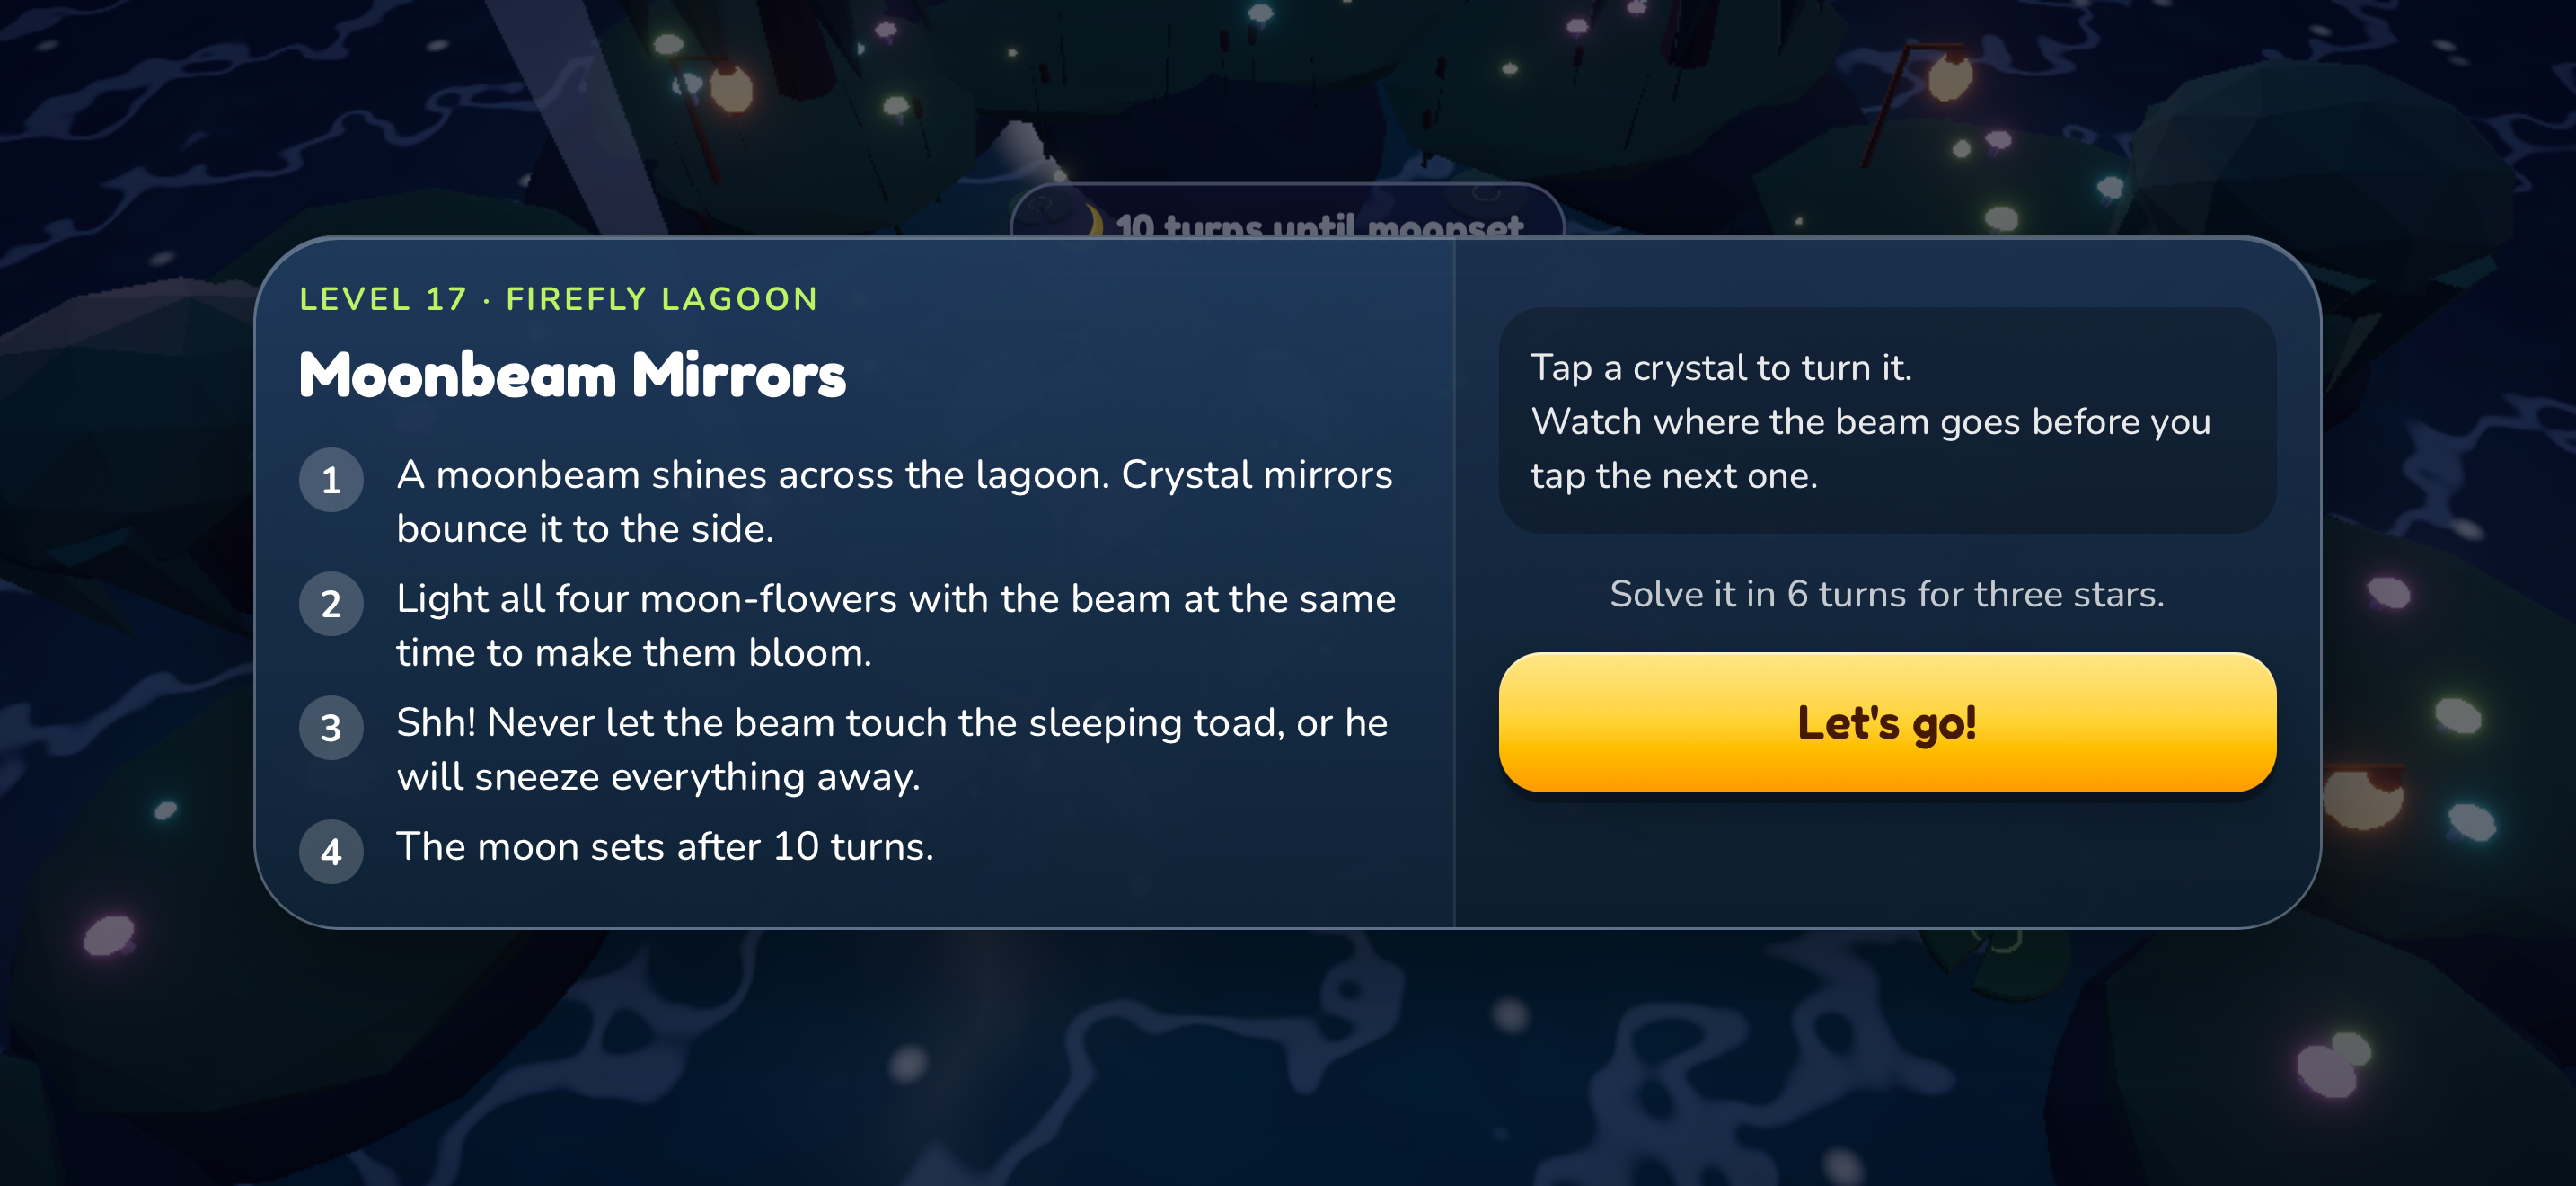 10 turns until moonset
LEVEL 17 · FIREFLY LAGOON
Moonbeam Mirrors
1 A moonbeam shines across the lagoon. Crystal mirrors
bounce it to the side.
2 Light all four moon-flowers with the beam at the same
time to make them bloom.
3 Shh! Never let the beam touch the sleeping toad, or he
will sneeze everything away.
4 The moon sets after 10 turns.
Tap a crystal to turn it.
Watch where the beam goes before you
tap the next one.
Solve it in 6 turns for three stars.
Let's go!